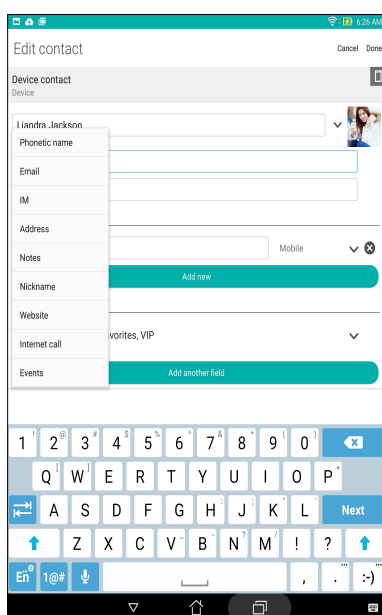 6:26 AM
Edit contact
Cancel Done
Device contact
Device
Liandra Jackson
Phonetic name
Email
IM
Address
Notes
Mobile
Nickname
Add new
Website
Internet call
vorites, VIP
Events
Add another field
1 ! 2 @ 3 # 4 $ 5 % 6 ^ 7 & 8 * 9 ( 0 )
Q [ W ] E R T Y U I O P +
A S D F G H : J ; K " L ' Next
Z X C V - B N ? M / ! ?
En 1@# , . :-)